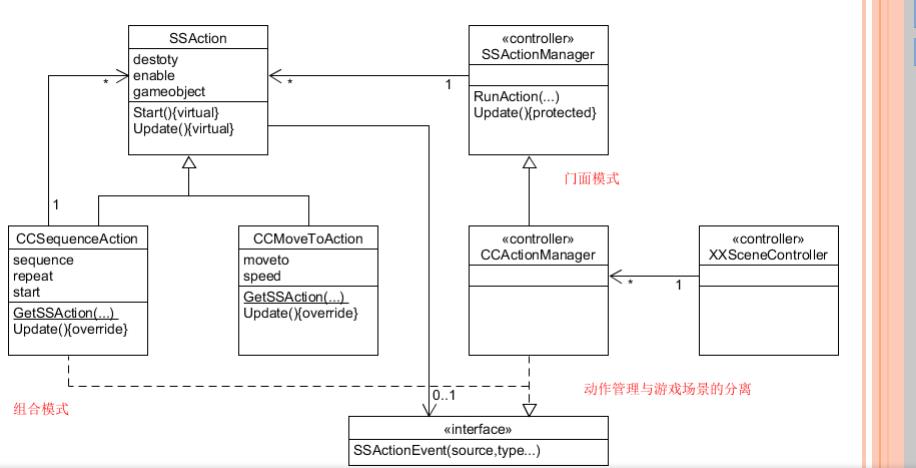 SSAction
destoty
enable
gameobject
Start(){virtual}
Update(){virtual}
«controller»
SSActionManager
RunAction(...)
Update(){protected}
*
*
1
门面模式
1
CCSequenceAction
sequence
repeat
start
GetSSAction(...)
Update(){override}
CCMoveToAction
moveto
speed
GetSSAction(...)
Update(){override}
«controller»
CCActionManager
«controller»
XXSceneController
*
1
组合模式
0..1
动作管理与游戏场景的分离
«interface»
SSActionEvent(source,type...)